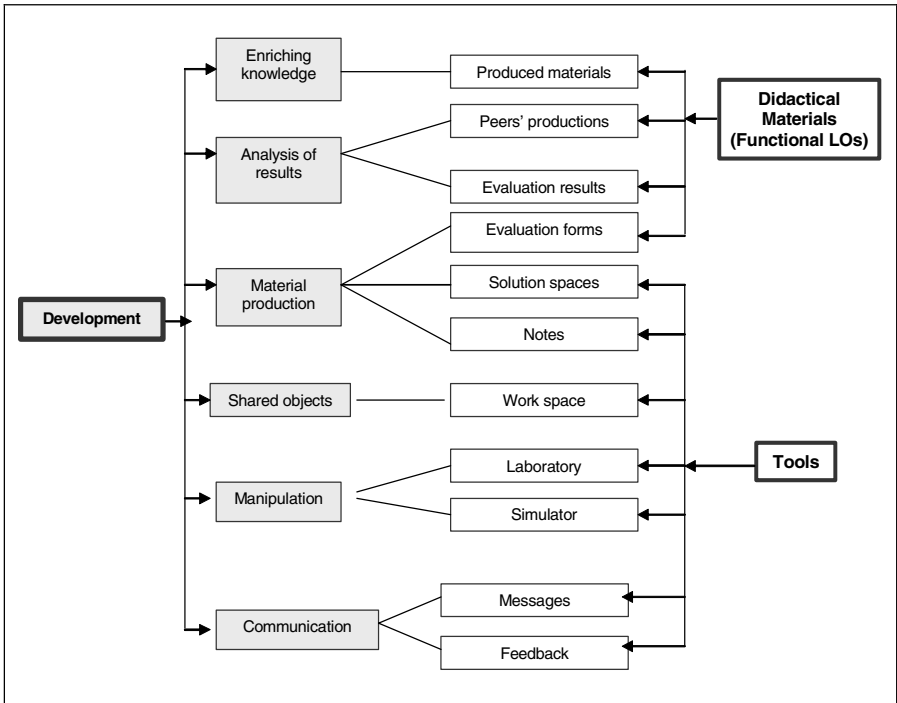 Enriching
knowledge
Produced materials
Didactical
Materials
(Functional LOs)
Peers’ productions
Analysis of
results
Evaluation results
Evaluation forms
Material
production
Solution spaces
Development
Notes
Shared objects
Work space
Laboratory
Tools
Manipulation
Simulator
Messages
Communication
Feedback